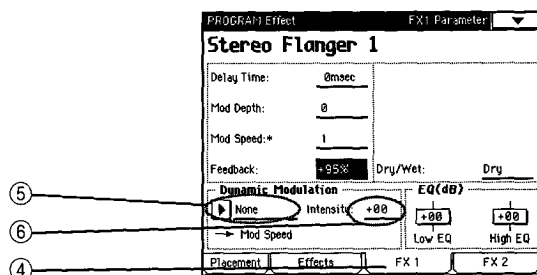 PROGRAM Effect FX1 Parameter
Stereo Flanger 1
Delay Time: 0msec
Mod Depth: 0
Mod Speed:* 1
Feedback: +95% Dry/Wet: Dry
Dynamic Modulation EQ(dB)
⑤ None Intensity: +00 +00 +00
⑥ → Mod Speed Low EQ High EQ
④ Placement Effects FX 1 FX 2